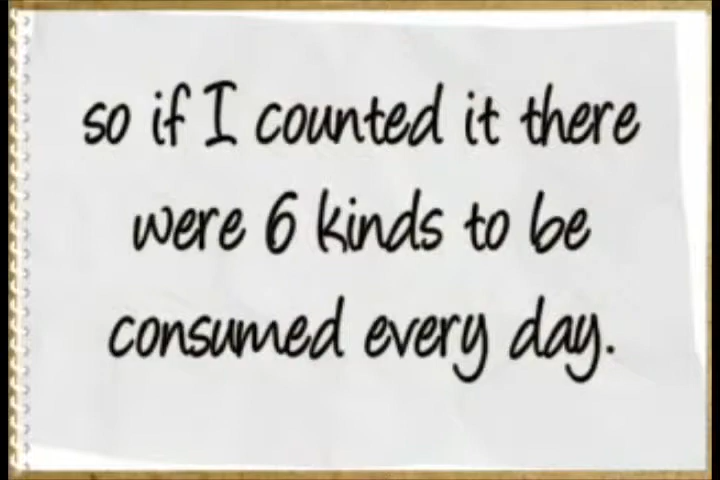 so if I counted it there
were 6 kinds to be
consumed every day.